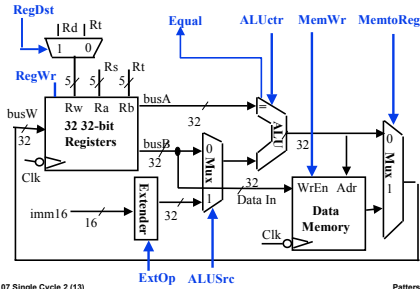 RegDst
Rd Rt
1 0
Equal
ALUctr
MemWr
MemtoReg
RegWr
Rs Rt
5 5 5
busA
busW
Rw Ra Rb
32
=
ALU
32
32 32-bit
Registers
busB
32
32
0
Mux
1
32
0
Mux
1
Clk
32
Data In
WrEn Adr
Data
Memory
imm16
16
Extender
32
Clk
ExtOp
ALUSrc
07 Single Cycle 2 (13)
Patters